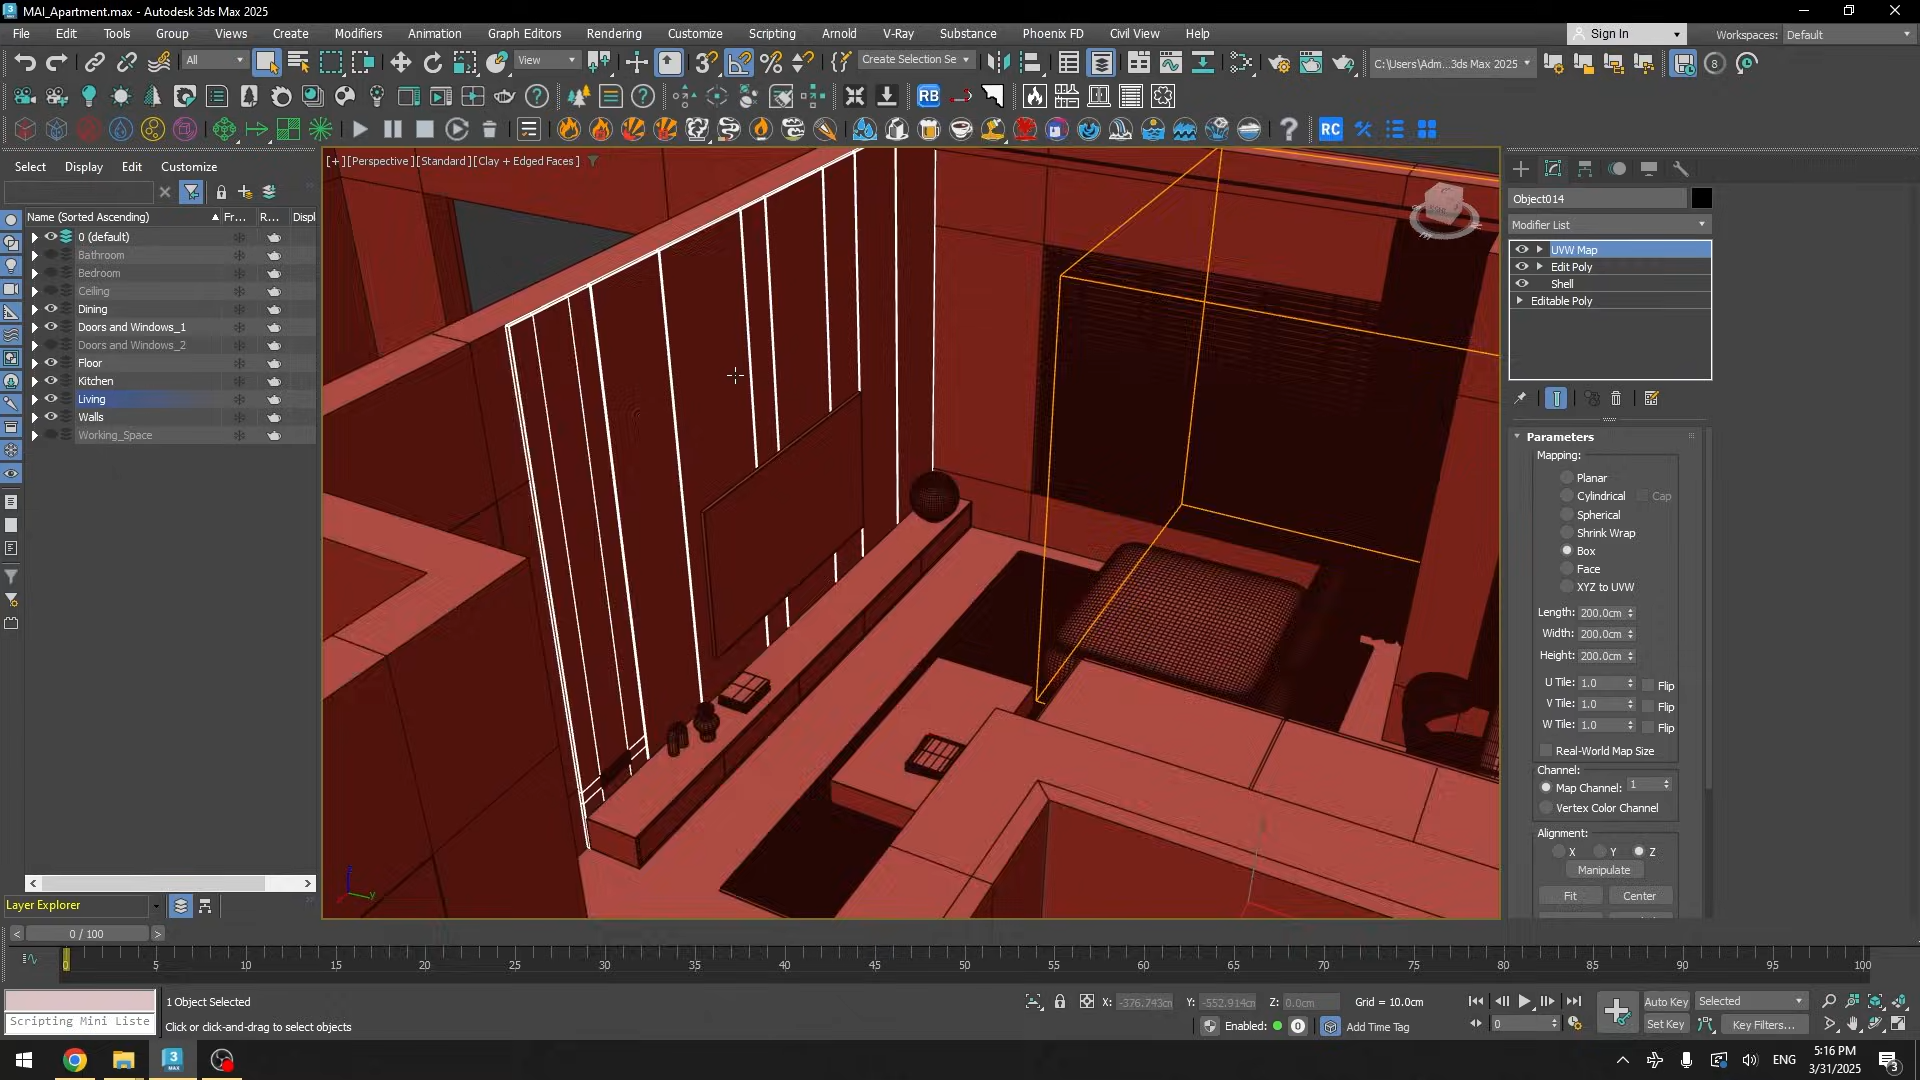 MAI_Apartment.max - Autodesk 3ds Max 2025
File Edit Tools Group Views Create Modifiers Animation Graph Editors Rendering Customize Scripting Arnold V-Ray Substance Phoenix FD Civil View Help
Sign In
Workspaces: Default
All
View
Create Selection Se
C:\Users\Adm...3ds Max 2025
8
RB
RC
Select Display Edit Customize
Name (Sorted Ascending) Fr... R... Displ
0 (default)
Bathroom
Bedroom
Ceiling
Dining
Doors and Windows_1
Doors and Windows_2
Floor
Kitchen
Living
Walls
Working_Space
Layer Explorer
[+] [Perspective] [Standard] [Clay + Edged Faces]
Object014
Modifier List
UVW Map
Edit Poly
Shell
Editable Poly
Parameters
Mapping:
Planar
Cylindrical Cap
Spherical
Shrink Wrap
Box
Face
XYZ to UVW
Length: 200.0cm
Width: 200.0cm
Height: 200.0cm
U Tile: 1.0 Flip
V Tile: 1.0 Flip
W Tile: 1.0 Flip
Real-World Map Size
Channel:
Map Channel: 1
Vertex Color Channel
Alignment:
X Y Z
Manipulate
Fit Center
0 / 100
0 5 10 15 20 25 30 35 40 45 50 55 60 65 70 75 80 85 90 95 100
1 Object Selected
Scripting Mini Liste
Click or click-and-drag to select objects
X: -376.743cm Y: -552.914cm Z: 0.0cm Grid = 10.0cm
Enabled: 0 Add Time Tag
0
Auto Key Selected
Set Key Key Filters...
ENG
5:16 PM
3/31/2025
3